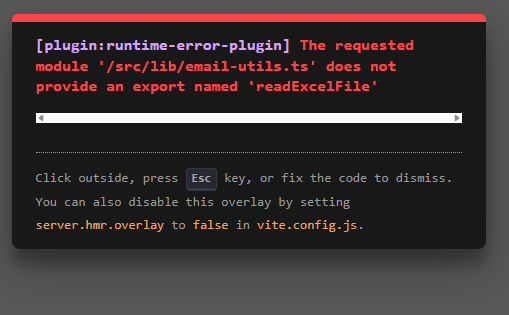 [plugin:runtime-error-plugin] The requested
module '/src/lib/email-utils.ts' does not
provide an export named 'readExcelFile'
Click outside, press Esc key, or fix the code to dismiss.
You can also disable this overlay by setting
server.hmr.overlay to false in vite.config.js.